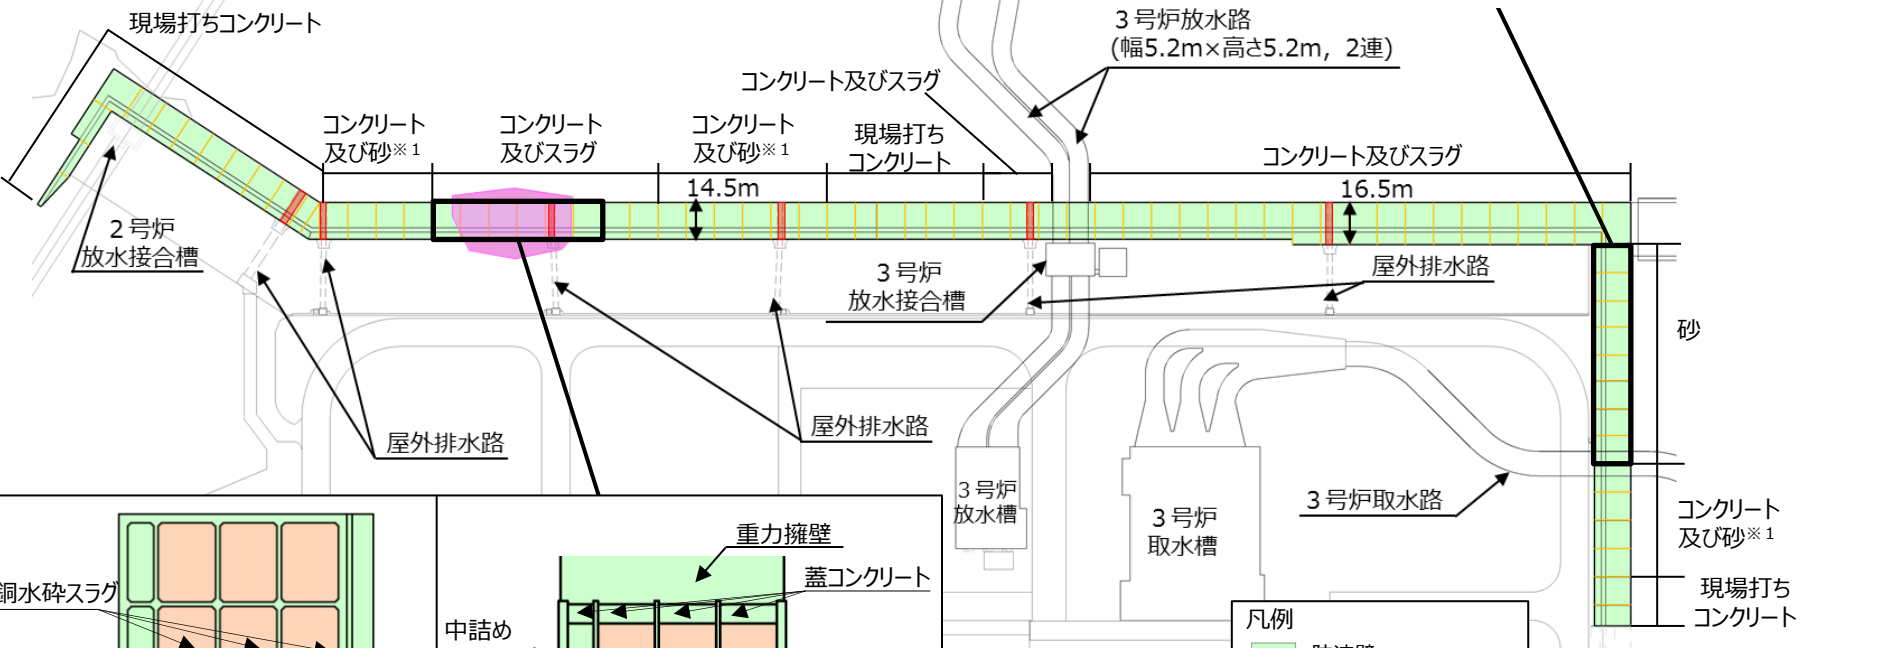 現場打ちコンクリート
3号炉放水路
(幅5.2m×高さ5.2m，2連)
コンクリート及びスラグ
コンクリート
及び砂※1
コンクリート
及びスラグ
コンクリート
及び砂※1
現場打ち
コンクリート
コンクリート及びスラグ
14.5m
16.5m
2号炉
放水接合槽
3号炉
放水接合槽
屋外排水路
砂
屋外排水路
屋外排水路
3号炉
放水槽
3号炉
取水槽
3号炉取水路
コンクリート
及び砂※1
現場打ち
コンクリート
重力擁壁
蓋コンクリート
銅水砕スラグ
中詰め
凡例